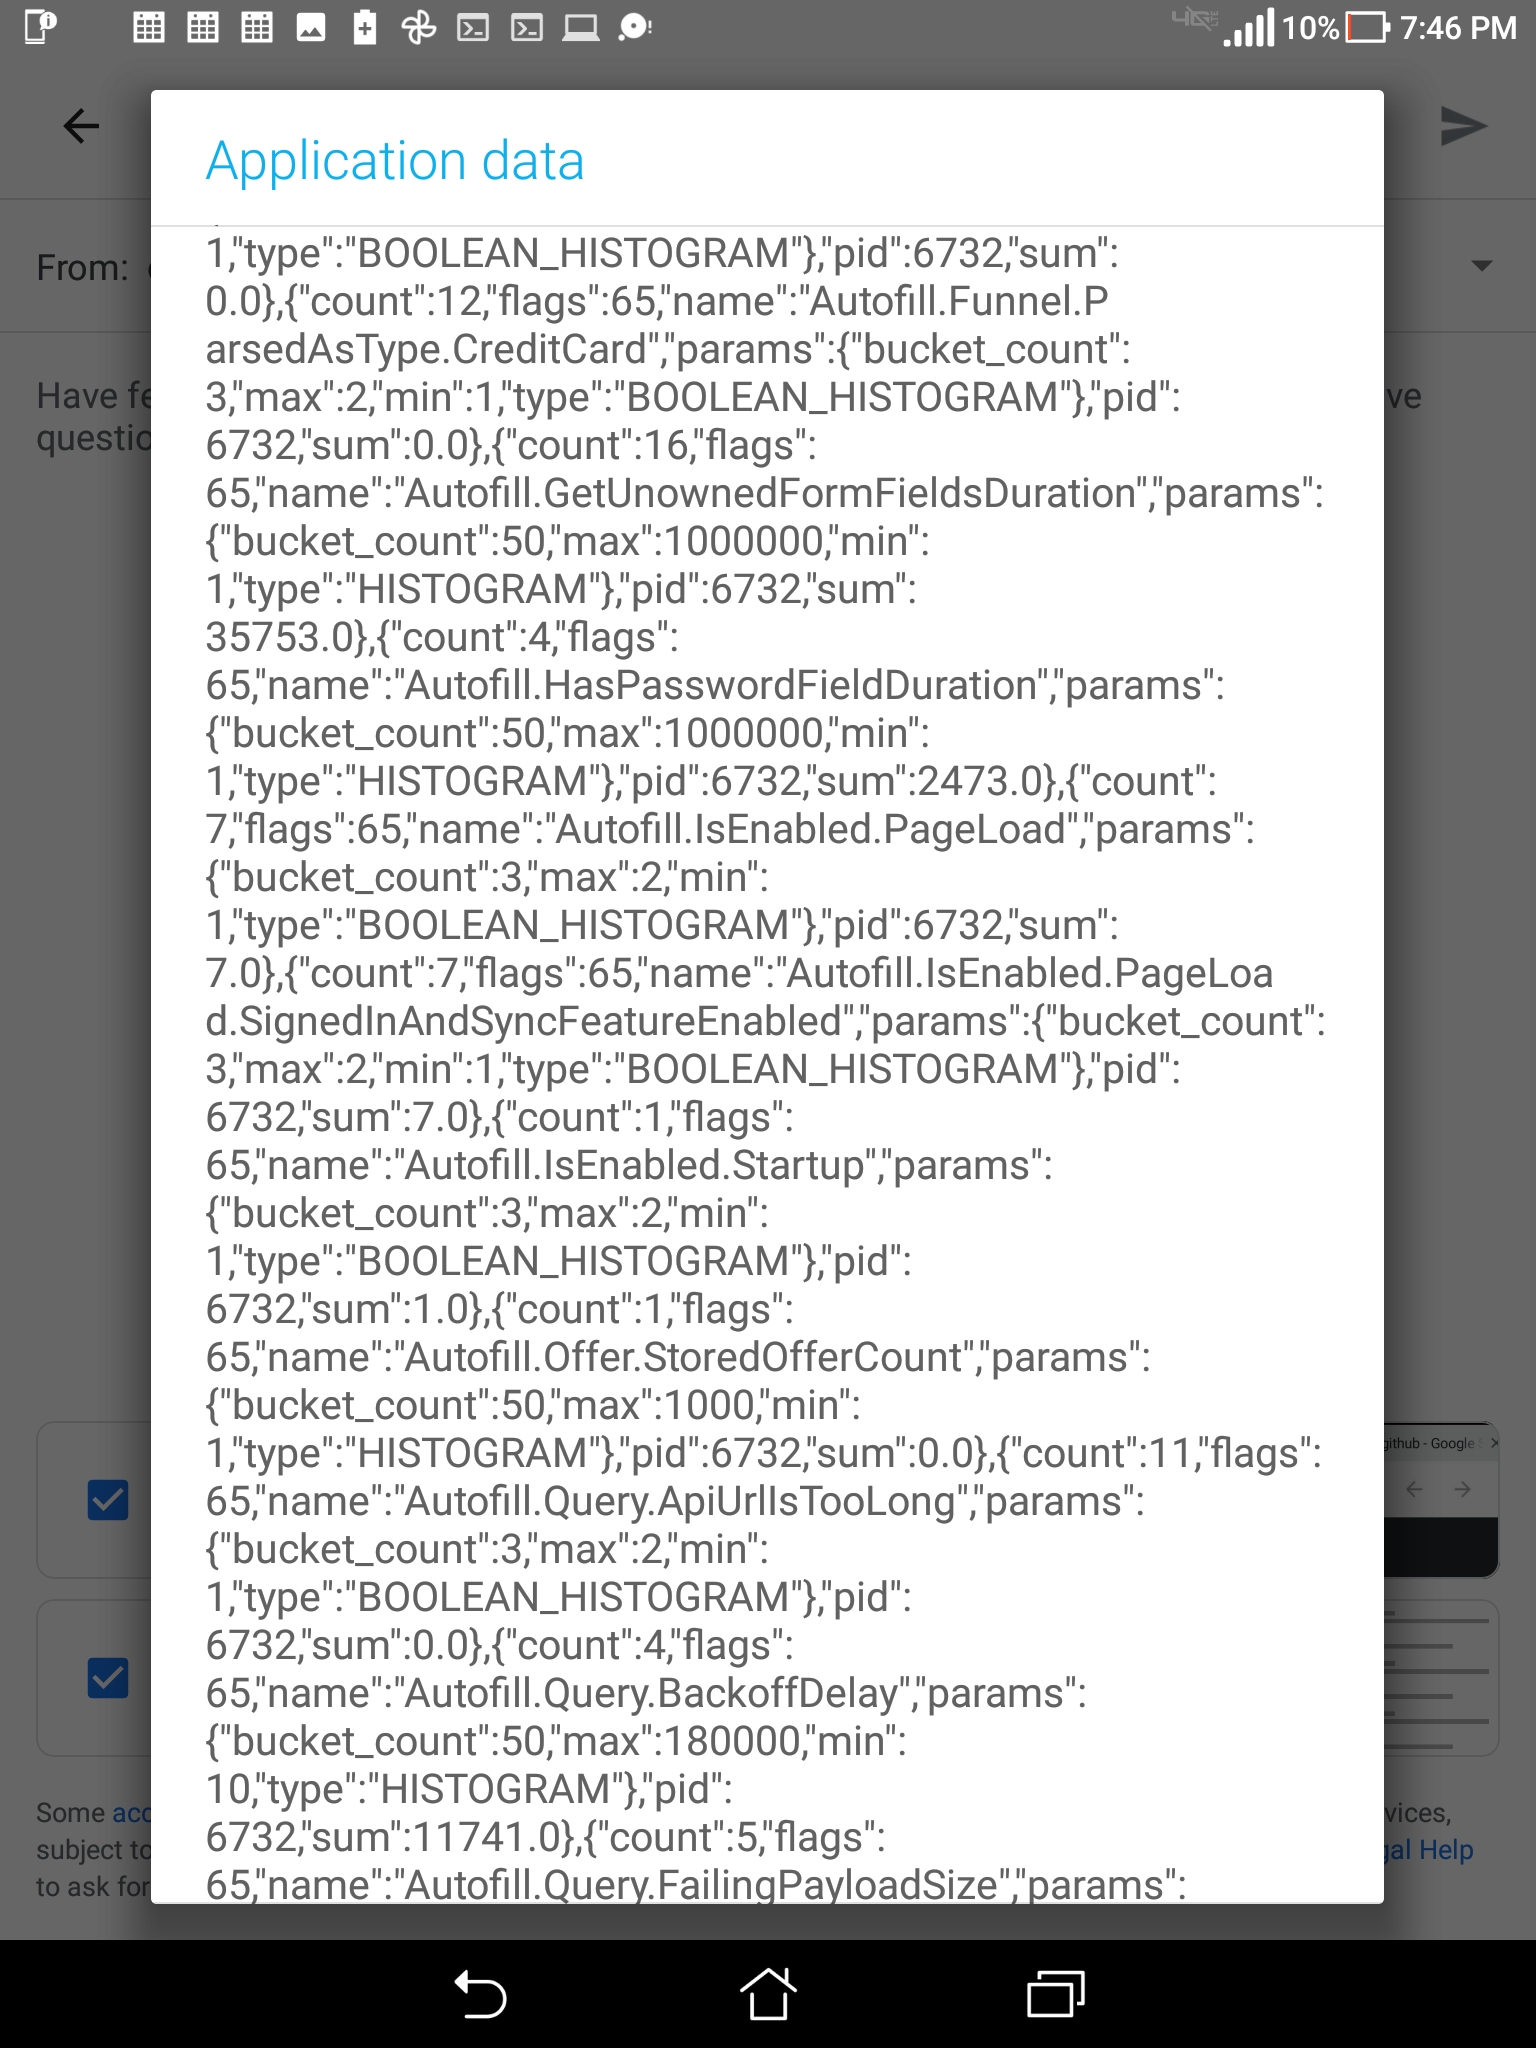 10% 7:46 PM
Application data
From:
Have
questio
ve
1,"type":"BOOLEAN_HISTOGRAM"},"pid":6732,"sum":
0.0},{"count":12,"flags":65,"name":"Autofill.Funnel.P
arsedAsType.CreditCard","params":{"bucket_count":
3,"max":2,"min":1,"type":"BOOLEAN_HISTOGRAM"},"pid":
6732,"sum":0.0},{"count":16,"flags":
65,"name":"Autofill.GetUnownedFormFieldsDuration","params":
{"bucket_count":50,"max":1000000,"min":
1,"type":"HISTOGRAM"},"pid":6732,"sum":
35753.0},{"count":4,"flags":
65,"name":"Autofill.HasPasswordFieldDuration","params":
{"bucket_count":50,"max":1000000,"min":
1,"type":"HISTOGRAM"},"pid":6732,"sum":2473.0},{"count":
7,"flags":65,"name":"Autofill.IsEnabled.PageLoad","params":
{"bucket_count":3,"max":2,"min":
1,"type":"BOOLEAN_HISTOGRAM"},"pid":6732,"sum":
7.0},{"count":7,"flags":65,"name":"Autofill.IsEnabled.PageLoa
d.SignedInAndSyncFeatureEnabled","params":{"bucket_count":
3,"max":2,"min":1,"type":"BOOLEAN_HISTOGRAM"},"pid":
6732,"sum":7.0},{"count":1,"flags":
65,"name":"Autofill.IsEnabled.Startup","params":
{"bucket_count":3,"max":2,"min":
1,"type":"BOOLEAN_HISTOGRAM"},"pid":
6732,"sum":1.0},{"count":1,"flags":
65,"name":"Autofill.Offer.StoredOfferCount","params":
{"bucket_count":50,"max":1000,"min":
1,"type":"HISTOGRAM"},"pid":6732,"sum":0.0},{"count":11,"flags":
65,"name":"Autofill.Query.ApiUrlIsTooLong","params":
{"bucket_count":3,"max":2,"min":
1,"type":"BOOLEAN_HISTOGRAM"},"pid":
6732,"sum":0.0},{"count":4,"flags":
65,"name":"Autofill.Query.BackoffDelay","params":
{"bucket_count":50,"max":180000,"min":
10,"type":"HISTOGRAM"},"pid":
6732,"sum":11741.0},{"count":5,"flags":
65,"name":"Autofill.Query.FailingPayloadSize","params":
github - Google
Some acc
subject to
to ask for
vices,
gal Help